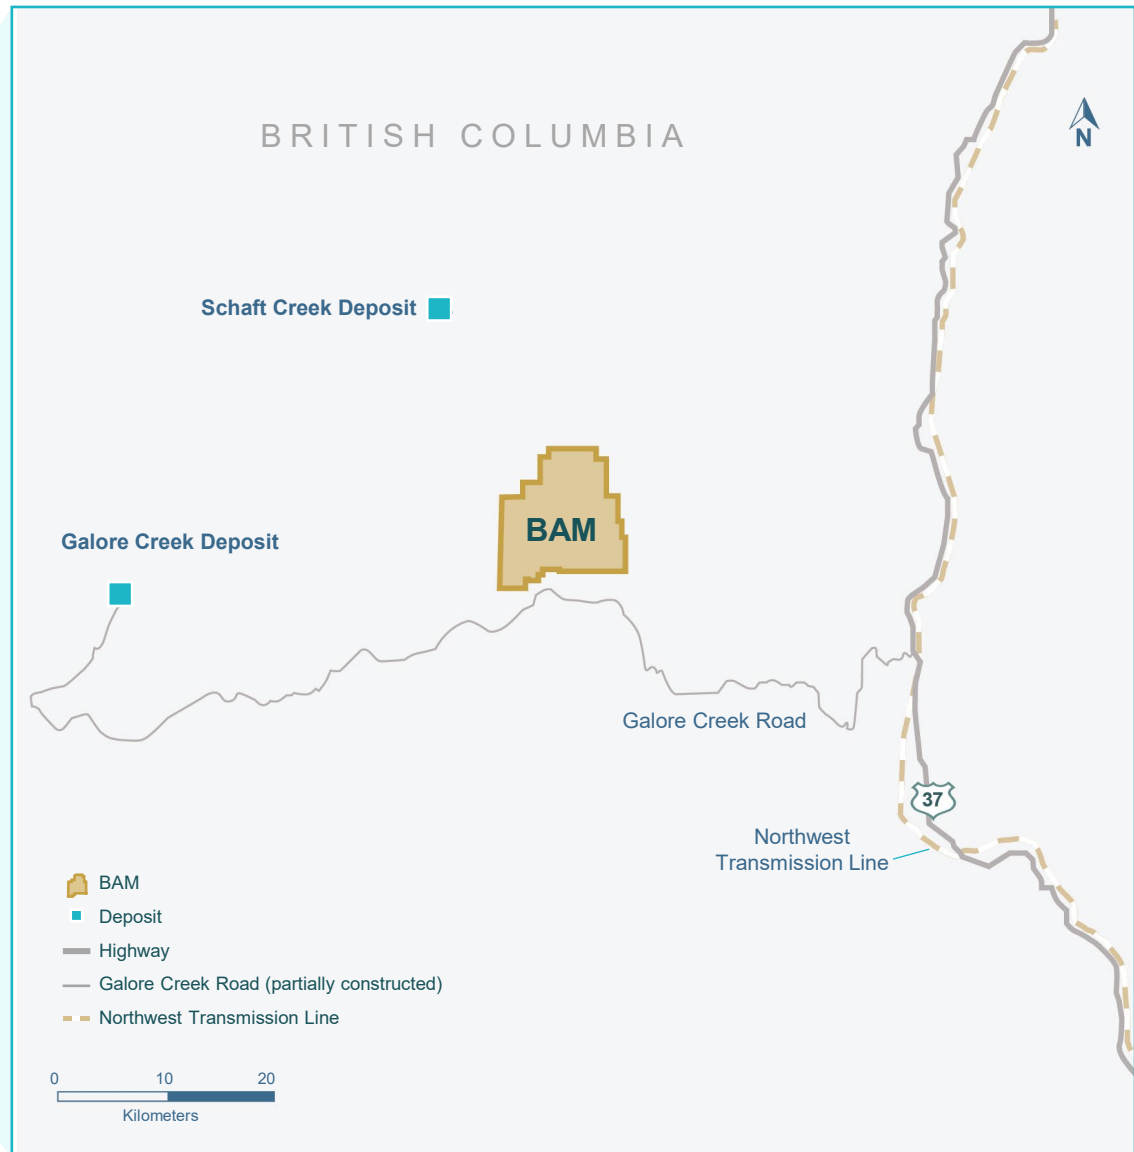 BRITISH COLUMBIA
N
Schaft Creek Deposit
BAM
Galore Creek Deposit
Galore Creek Road
37
Northwest
Transmission Line
BAM
Deposit
Highway
Galore Creek Road (partially constructed)
Northwest Transmission Line
0 10 20
Kilometers